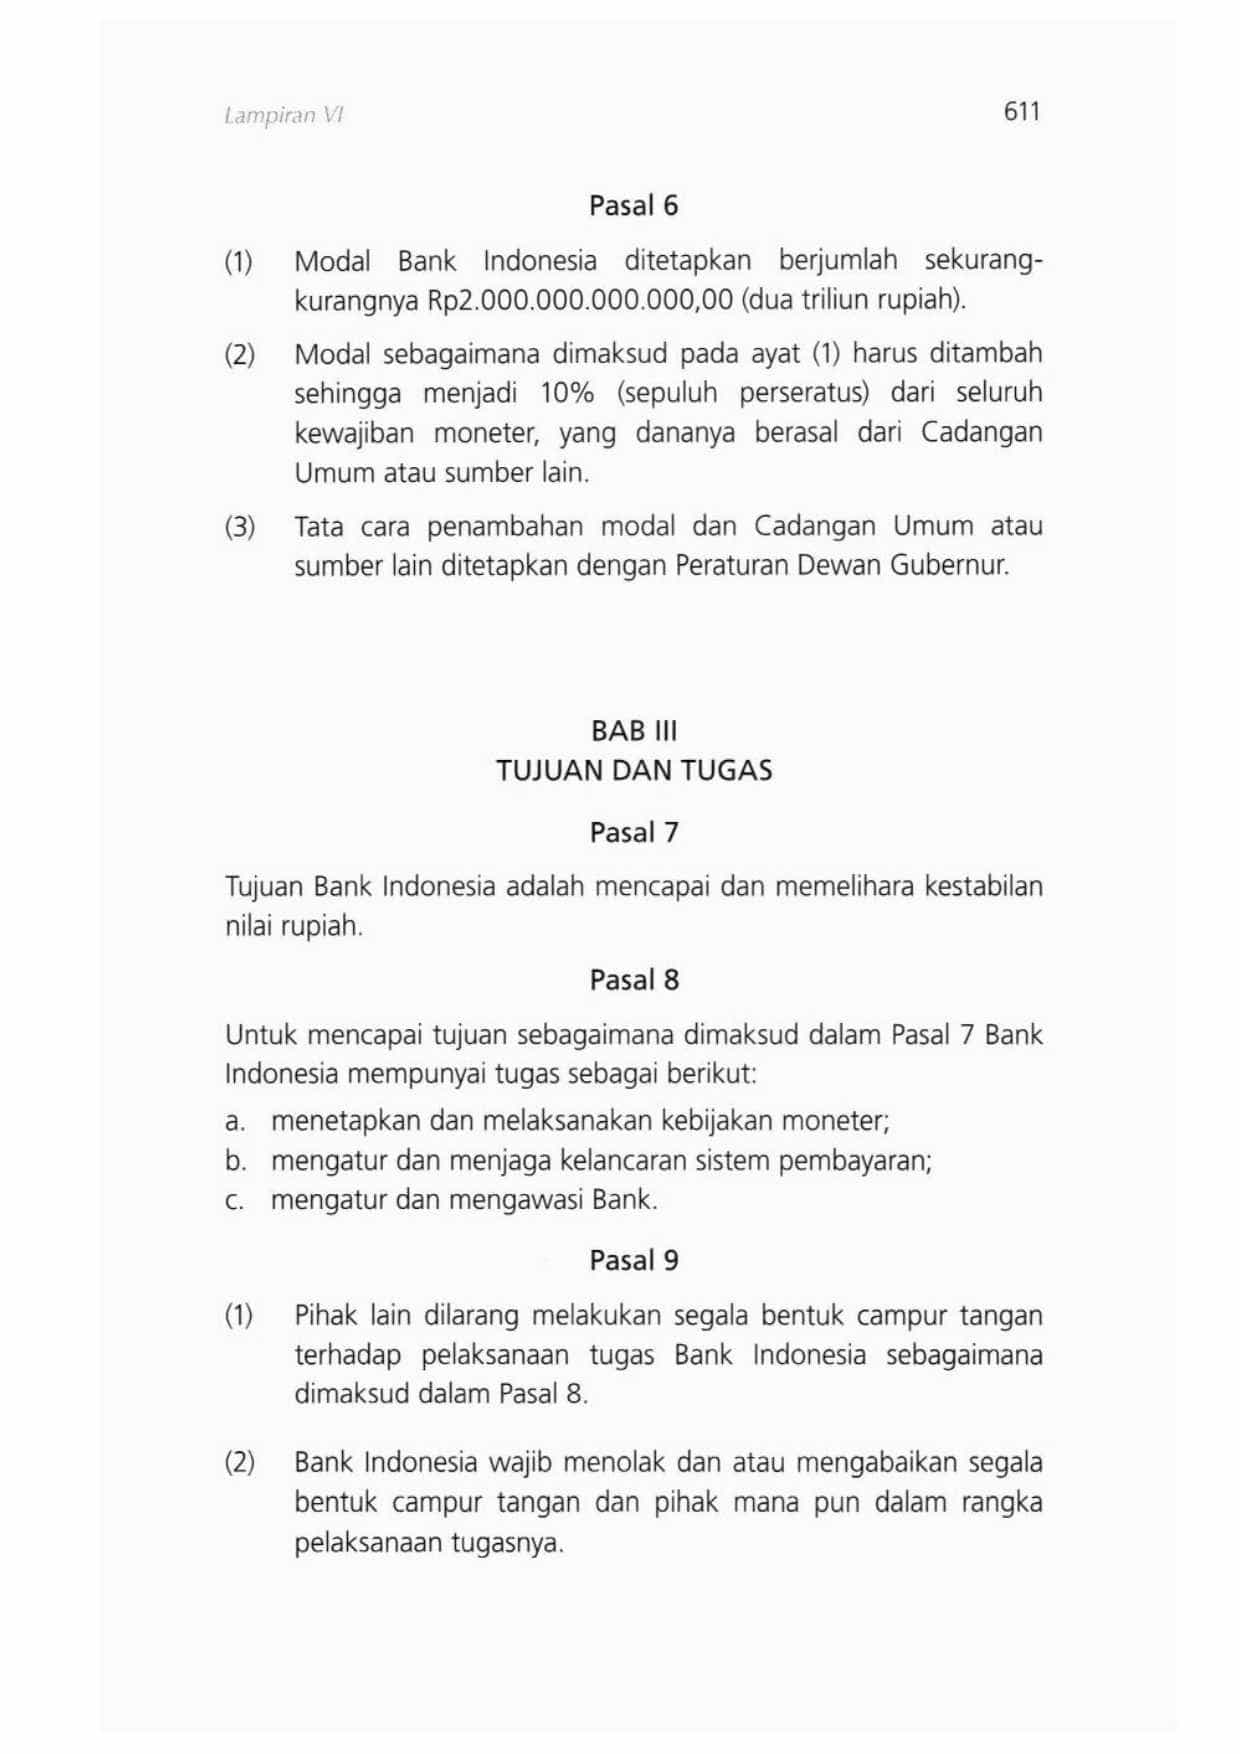 Lampiran VI 611
Pasal 6
(1) Modal Bank Indonesia ditetapkan berjumlah sekurang-
kurangnya Rp2.000.000.000.000,00 (dua triliun rupiah).
(2) Modal sebagaimana dimaksud pada ayat (1) harus ditambah
sehingga menjadi 10% (sepuluh perseratus) dari seluruh
kewajiban moneter, yang dananya berasal dari Cadangan
Umum atau sumber lain.
(3) Tata cara penambahan modal dan Cadangan Umum atau
sumber lain ditetapkan dengan Peraturan Dewan Gubernur.
BAB III
TUJUAN DAN TUGAS
Pasal 7
Tujuan Bank Indonesia adalah mencapai dan memelihara kestabilan
nilai rupiah.
Pasal 8
Untuk mencapai tujuan sebagaimana dimaksud dalam Pasal 7 Bank
Indonesia mempunyai tugas sebagai berikut:
a. menetapkan dan melaksanakan kebijakan moneter;
b. mengatur dan menjaga kelancaran sistem pembayaran;
c. mengatur dan mengawasi Bank.
Pasal 9
(1) Pihak lain dilarang melakukan segala bentuk campur tangan
terhadap pelaksanaan tugas Bank Indonesia sebagaimana
dimaksud dalam Pasal 8.
(2) Bank Indonesia wajib menolak dan atau mengabaikan segala
bentuk campur tangan dan pihak mana pun dalam rangka
pelaksanaan tugasnya.